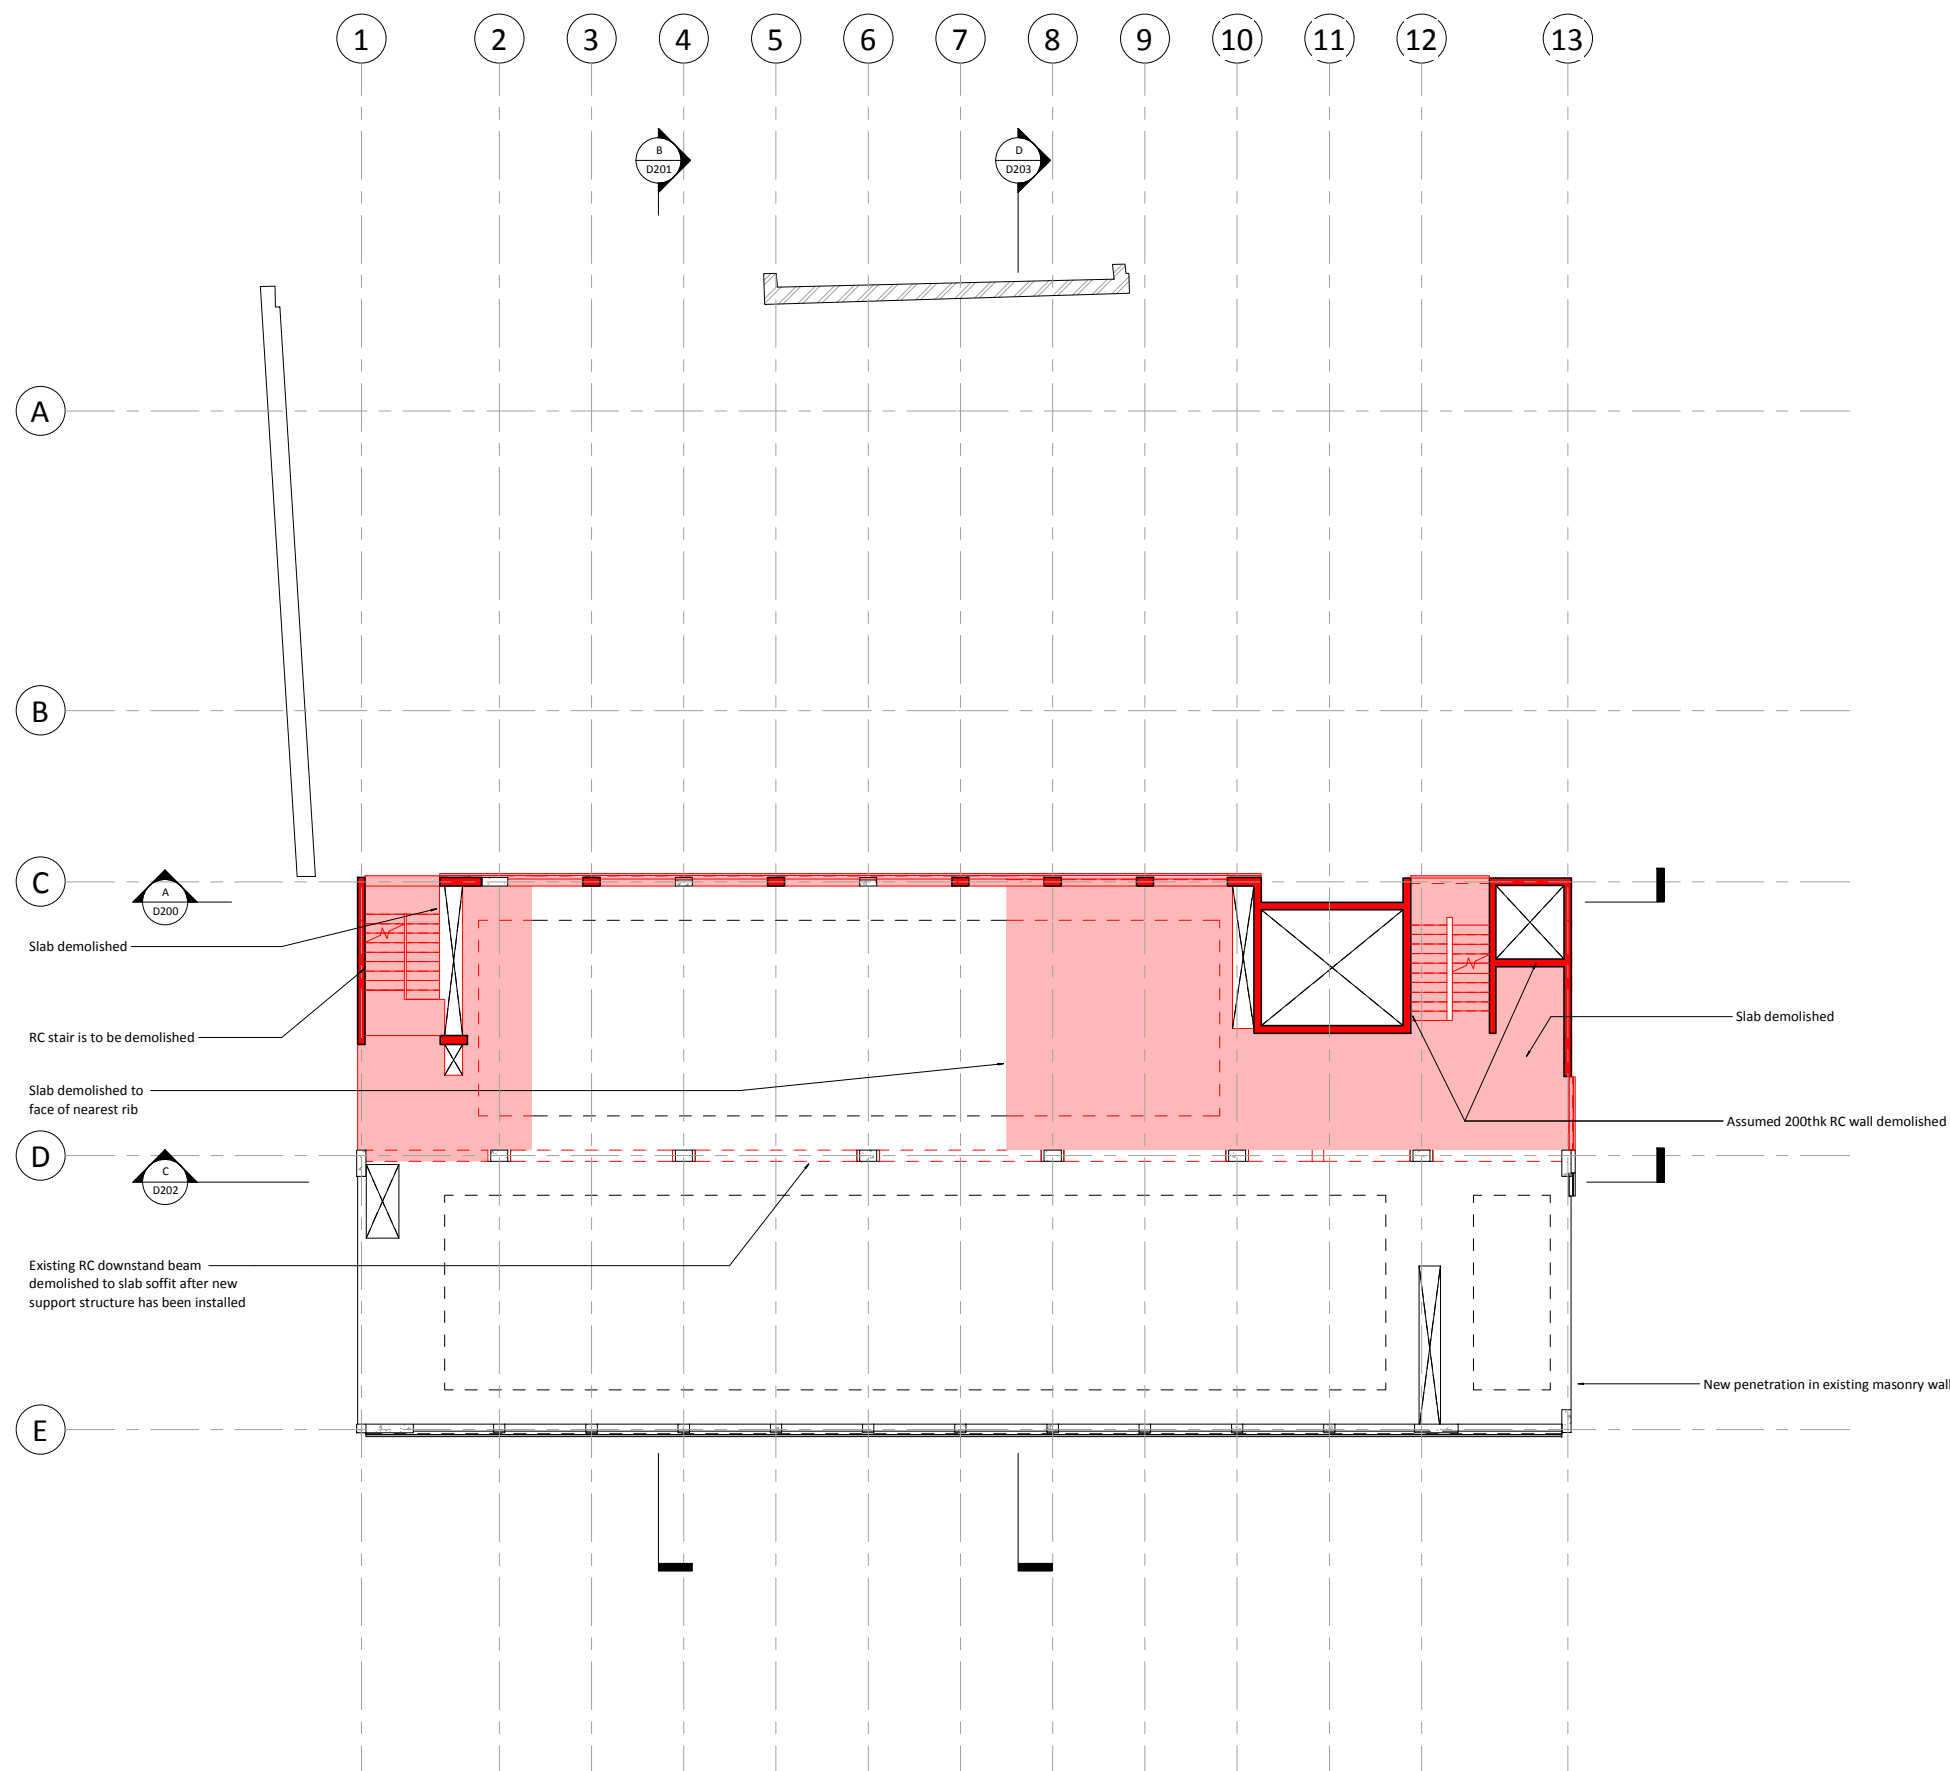 1 2 3 4 5 6 7 8 9 10 11 12 13
B
D201
D
D203
A
B
C
A
D200
Slab demolished
RC stair is to be demolished
Slab demolished
Slab demolished to
face of nearest rib
Assumed 200thk RC wall demolished
D
C
D202
Existing RC downstand beam
demolished to slab soffit after new
support structure has been installed
New penetration in existing masonry wall
E